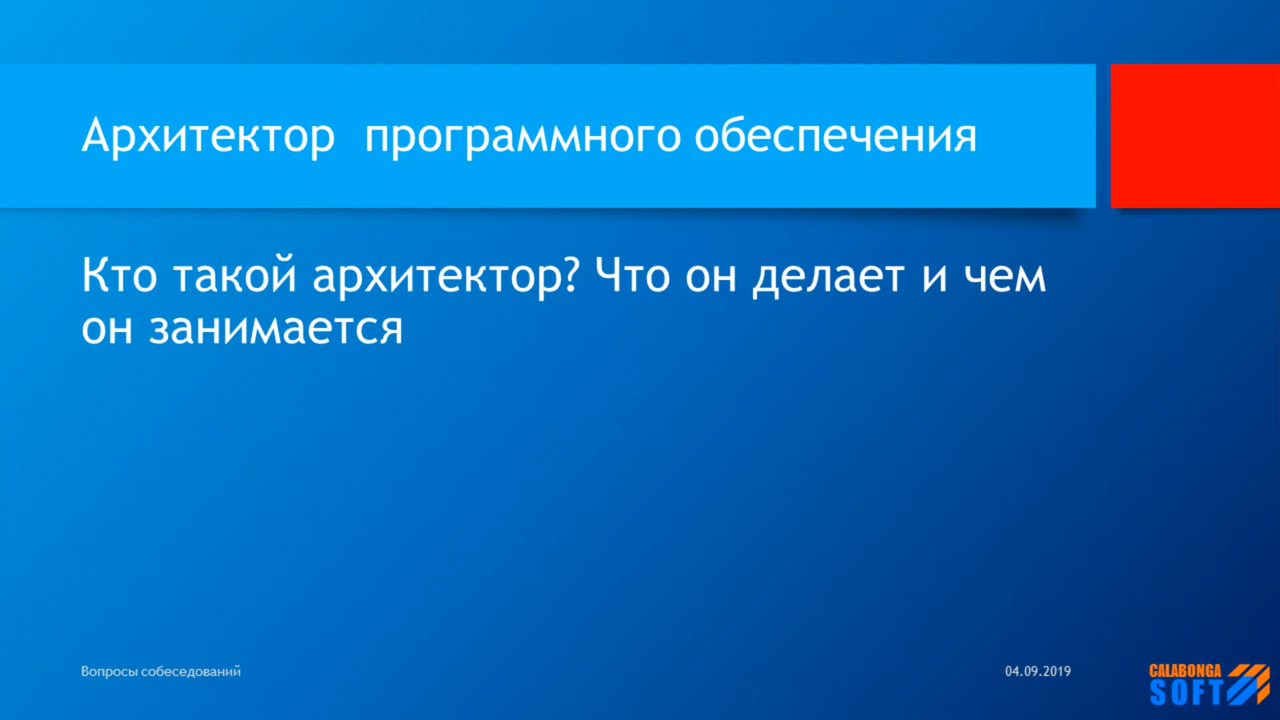 Архитектор  программного обеспечения
Кто такой архитектор? Что он делает и чем
он занимается
Вопросы собеседований
04.09.2019
CALABONGA
SOFT